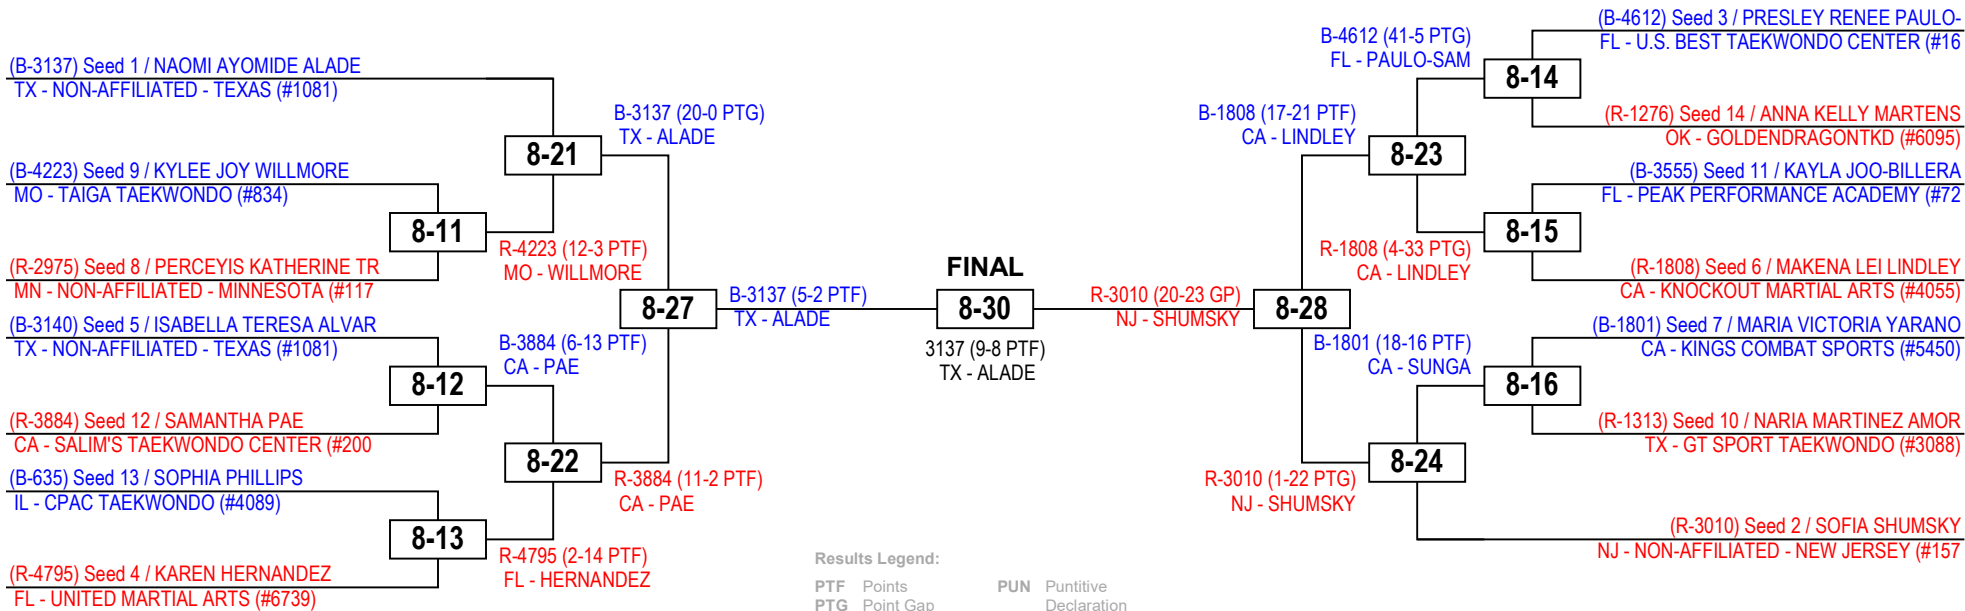 (B-3137) Seed 1 / NAOMI AYOMIDE ALADE
TX - NON-AFFILIATED - TEXAS (#1081)
(B-4223) Seed 9 / KYLEE JOY WILLMORE
MO - TAIGA TAEKWONDO (#834)
(R-2975) Seed 8 / PERCEYIS KATHERINE TR
MN - NON-AFFILIATED - MINNESOTA (#117
(B-3140) Seed 5 / ISABELLA TERESA ALVAR
TX - NON-AFFILIATED - TEXAS (#1081)
(R-3884) Seed 12 / SAMANTHA PAE
CA - SALIM'S TAEKWONDO CENTER (#200
(B-635) Seed 13 / SOPHIA PHILLIPS
IL - CPAC TAEKWONDO (#4089)
(R-4795) Seed 4 / KAREN HERNANDEZ
FL - UNITED MARTIAL ARTS (#6739)
8-11
8-12
8-13
8-21
8-22
B-3137 (20-0 PTG)
TX - ALADE
R-4223 (12-3 PTF)
MO - WILLMORE
B-3884 (6-13 PTF)
CA - PAE
R-3884 (11-2 PTF)
CA - PAE
R-4795 (2-14 PTF)
FL - HERNANDEZ
8-27
B-3137 (5-2 PTF)
TX - ALADE
FINAL
8-30
3137 (9-8 PTF)
TX - ALADE
R-3010 (20-23 GP)
NJ - SHUMSKY
8-28
B-4612 (41-5 PTG)
FL - PAULO-SAM
B-1808 (17-21 PTF)
CA - LINDLEY
8-23
R-1808 (4-33 PTG)
CA - LINDLEY
B-1801 (18-16 PTF)
CA - SUNGA
8-24
R-3010 (1-22 PTG)
NJ - SHUMSKY
8-14
8-15
8-16
(B-4612) Seed 3 / PRESLEY RENEE PAULO-
FL - U.S. BEST TAEKWONDO CENTER (#16
(R-1276) Seed 14 / ANNA KELLY MARTENS
OK - GOLDENDRAGONTKD (#6095)
(B-3555) Seed 11 / KAYLA JOO-BILLERA
FL - PEAK PERFORMANCE ACADEMY (#72
(R-1808) Seed 6 / MAKENA LEI LINDLEY
CA - KNOCKOUT MARTIAL ARTS (#4055)
(B-1801) Seed 7 / MARIA VICTORIA YARANO
CA - KINGS COMBAT SPORTS (#5450)
(R-1313) Seed 10 / NARIA MARTINEZ AMOR
TX - GT SPORT TAEKWONDO (#3088)
(R-3010) Seed 2 / SOFIA SHUMSKY
NJ - NON-AFFILIATED - NEW JERSEY (#157
Results Legend:
PTF Points PUN Puntitive
PTG Point Gap Declaration